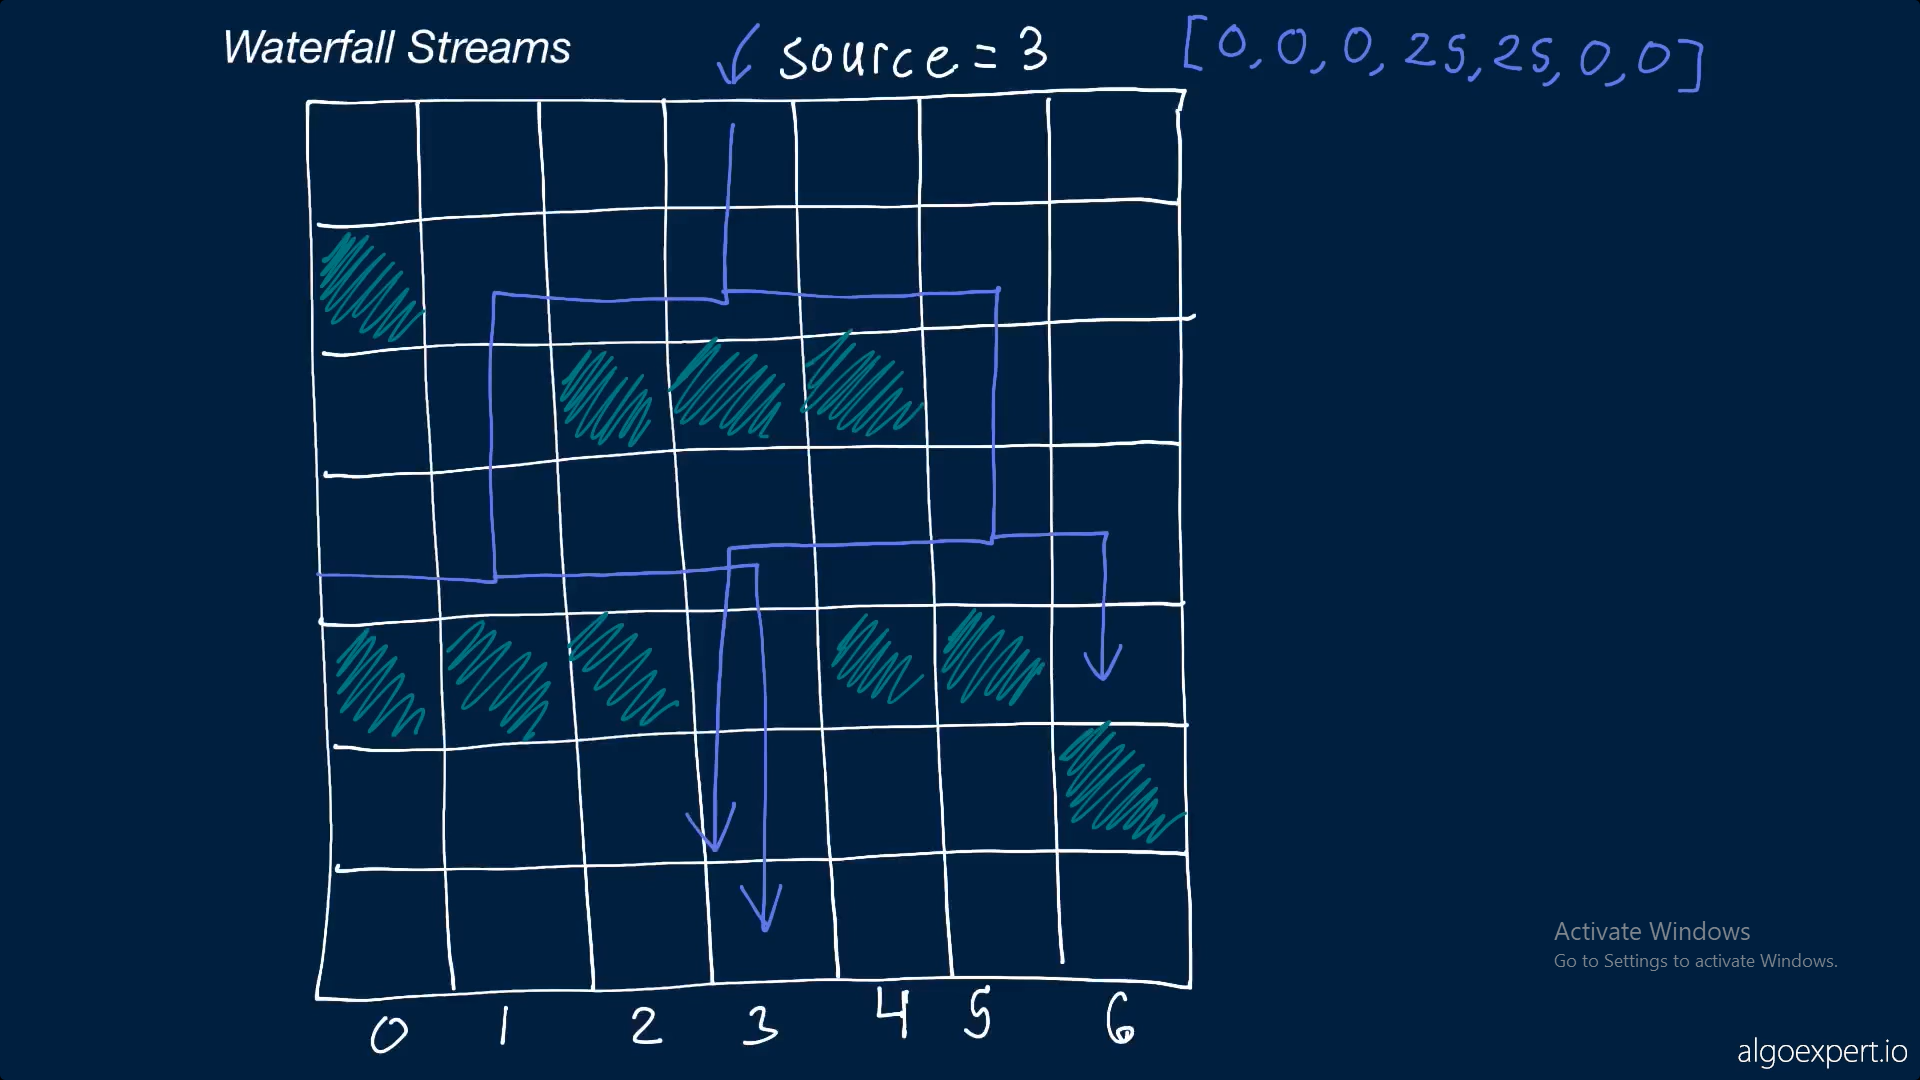 Waterfall Streams
source = 3
[0, 0, 0, 25, 25, 0, 0]
0 1 2 3 4 5 6
Activate Windows
Go to Settings to activate Windows.
algoexpert.io